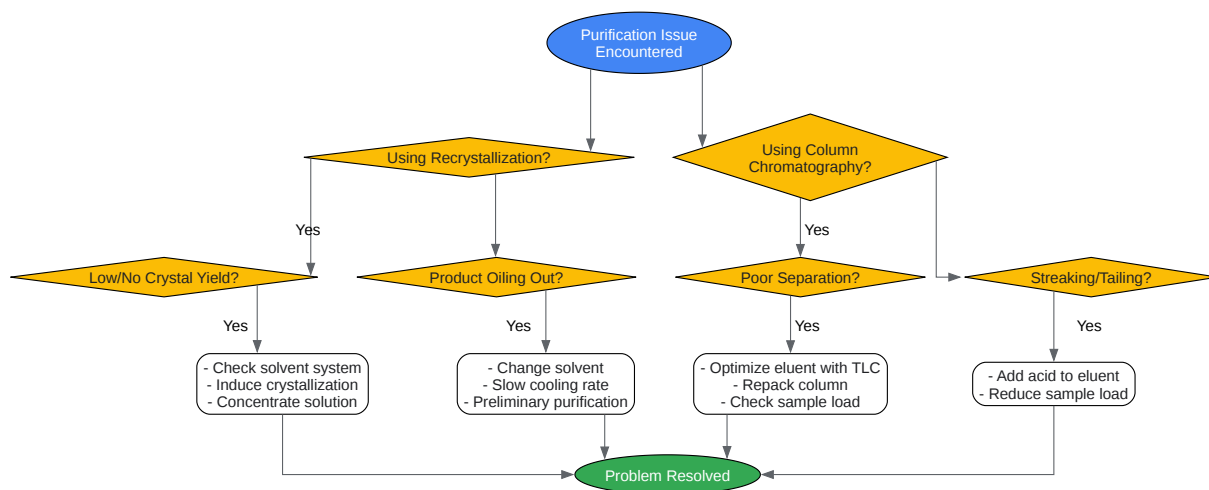 Purification Issue
Encountered
Using Recrystallization?
Using Column
Chromatography?
Yes
Yes
Low/No Crystal Yield?
Product Oiling Out?
Poor Separation?
Streaking/Tailing?
Yes
Yes
Yes
Yes
- Check solvent system
- Induce crystallization
- Concentrate solution
- Change solvent
- Slow cooling rate
- Preliminary purification
- Optimize eluent with TLC
- Repack column
- Check sample load
- Add acid to eluent
- Reduce sample load
Problem Resolved